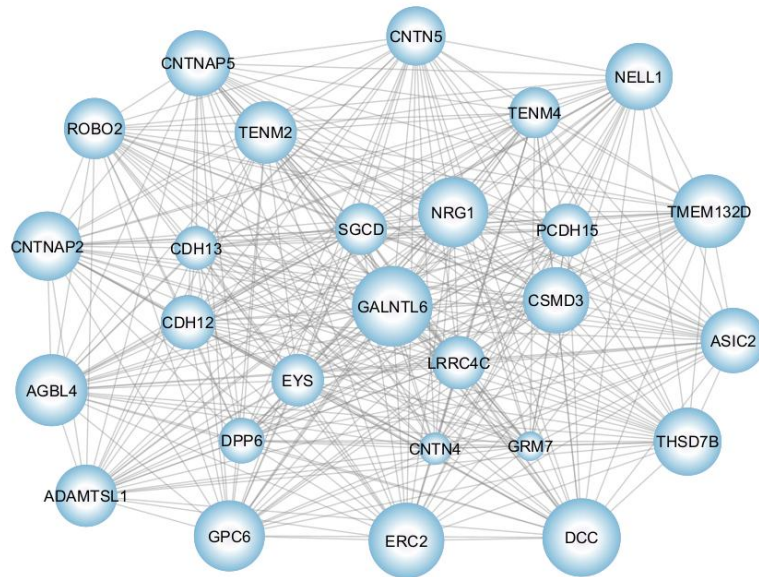 CNTN5
CNTNAP5
NELL1
TENM4
ROBO2
TENM2
NRG1
TMEM132D
SGCD
PCDH15
CNTNAP2
CDH13
GALNTL6
CSMD3
CDH12
ASIC2
LRRC4C
EYS
AGBL4
DPP6
CNTN4
GRM7
THSD7B
ADAMTSL1
GPC6
ERC2
DCC